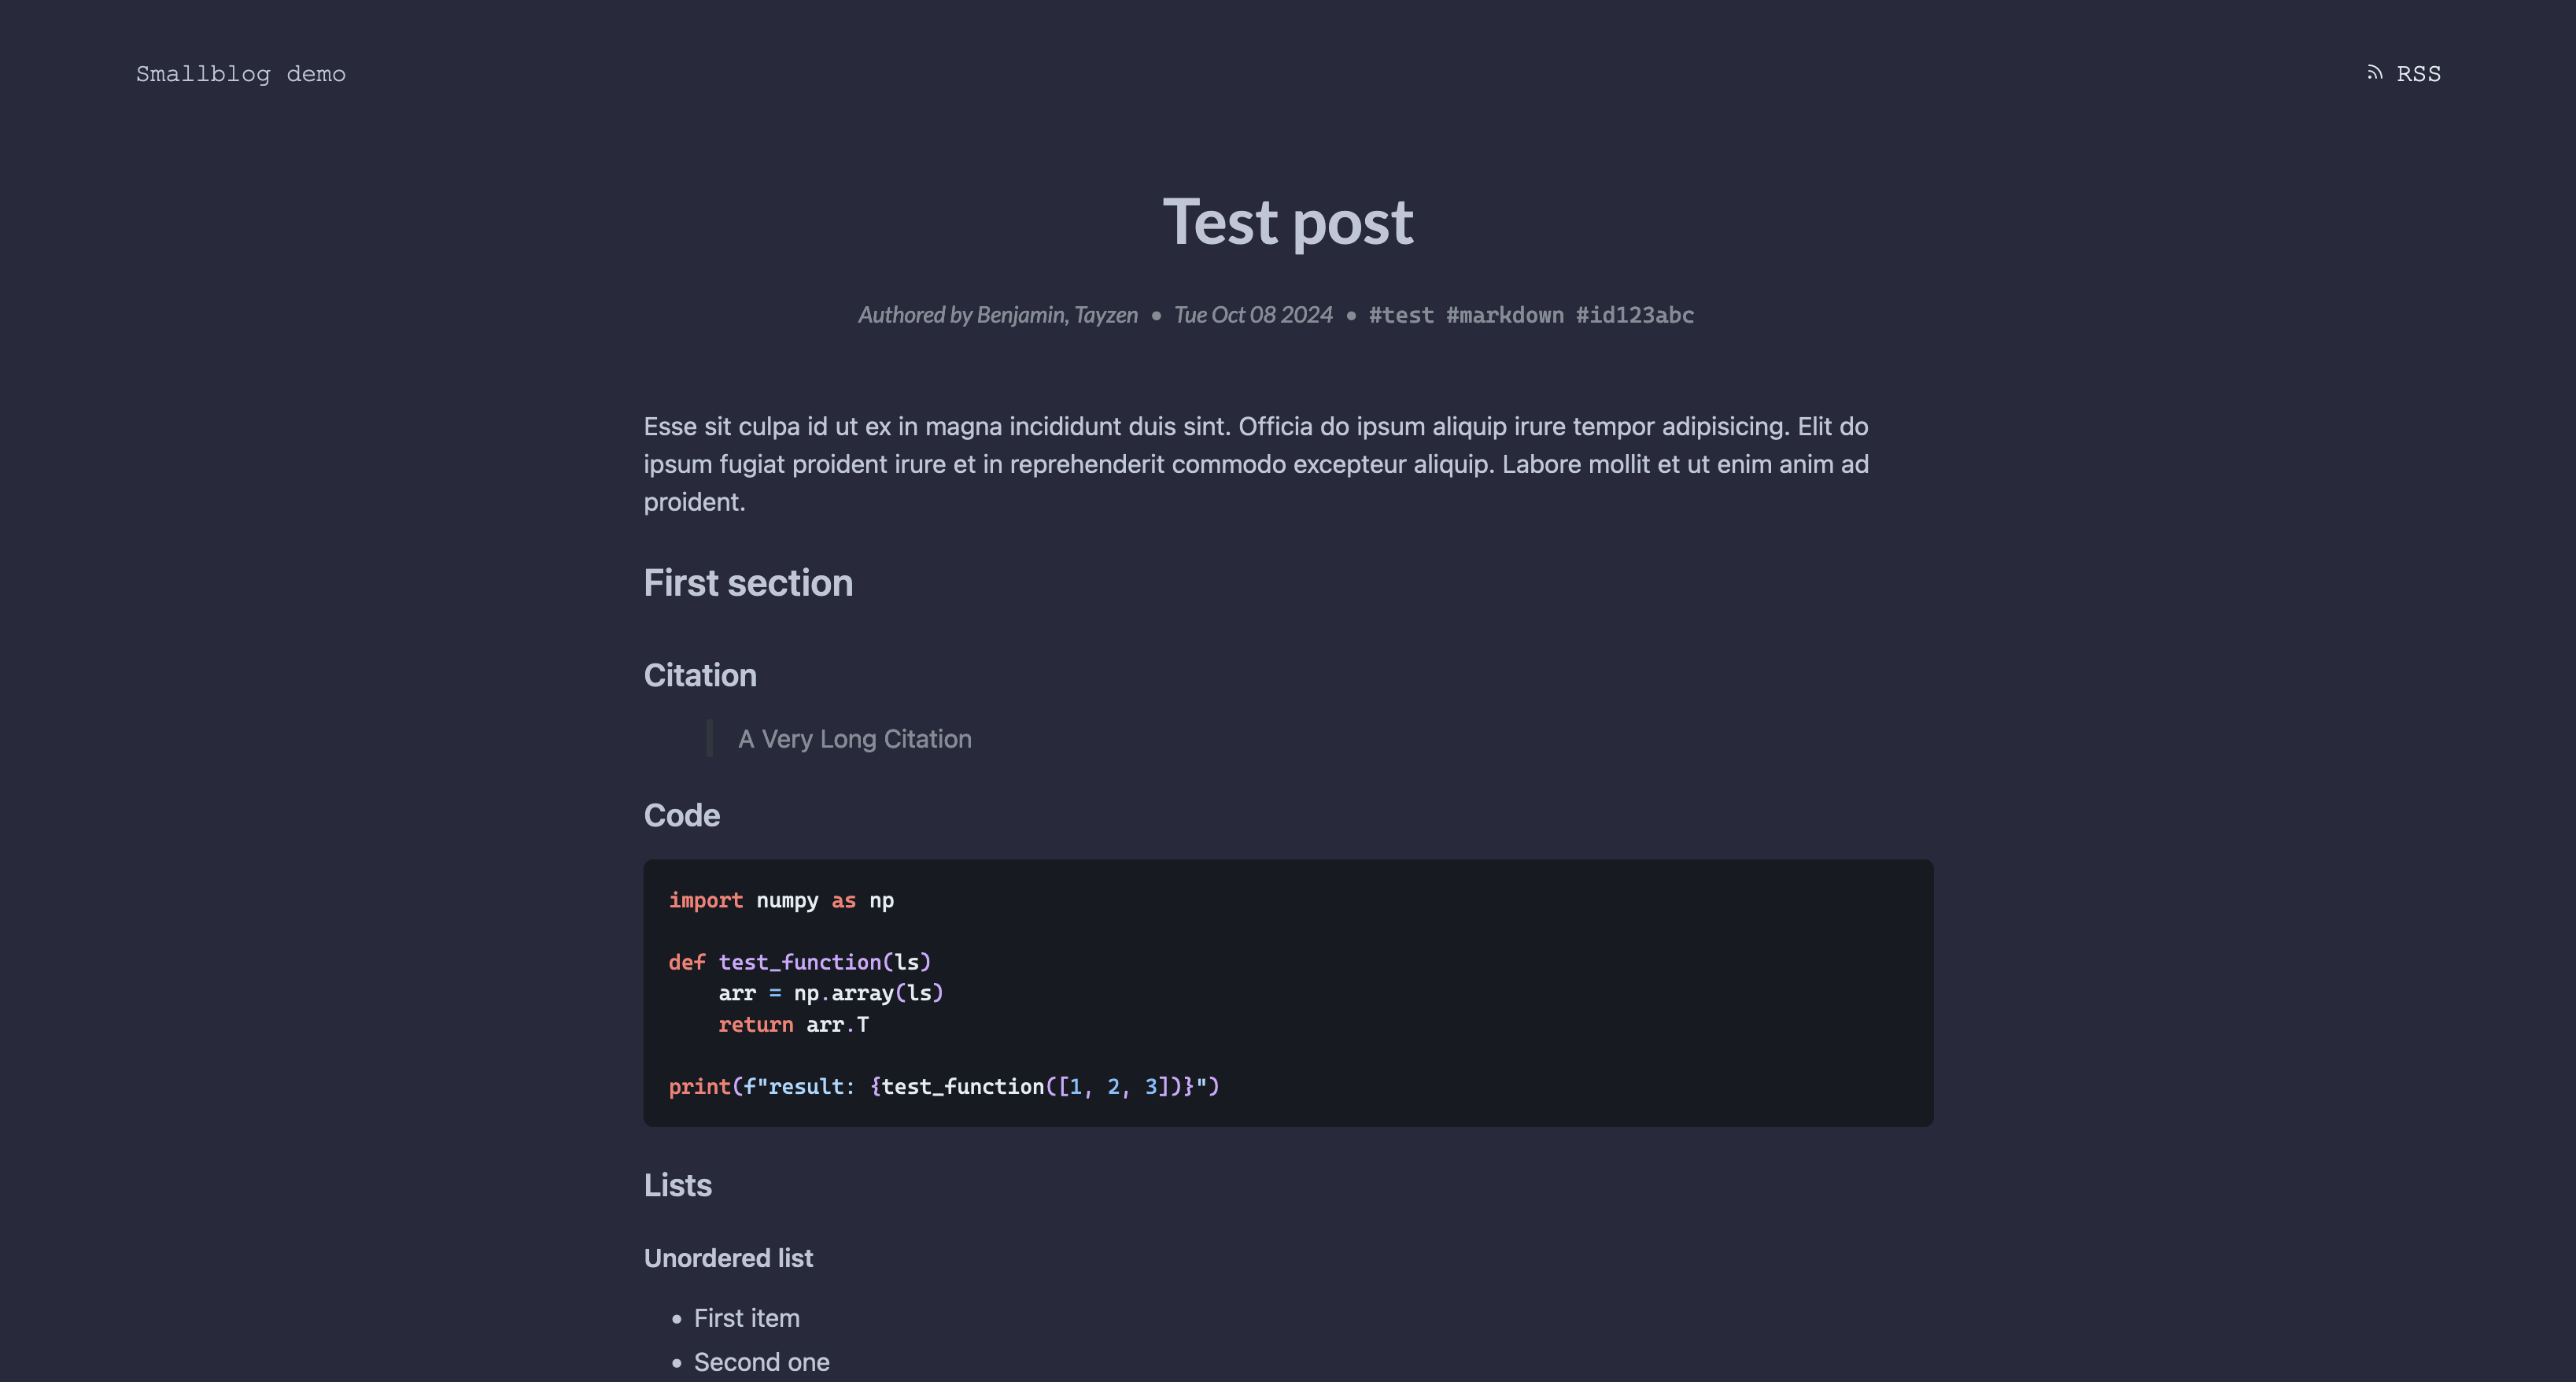 Smallblog demo
RSS
Test post
Authored by Benjamin, Tayzen • Tue Oct 08 2024 • #test #markdown #id123abc
Esse sit culpa id ut ex in magna incididunt duis sint. Officia do ipsum aliquip irure tempor adipisicing. Elit do
ipsum fugiat proident irure et in reprehenderit commodo excepteur aliquip. Labore mollit et ut enim anim ad
proident.
First section
Citation
A Very Long Citation
Code
import numpy as np
def test_function(ls)
    arr = np.array(ls)
    return arr.T
print(f"result: {test_function([1, 2, 3])}")
Lists
Unordered list
• First item
• Second one